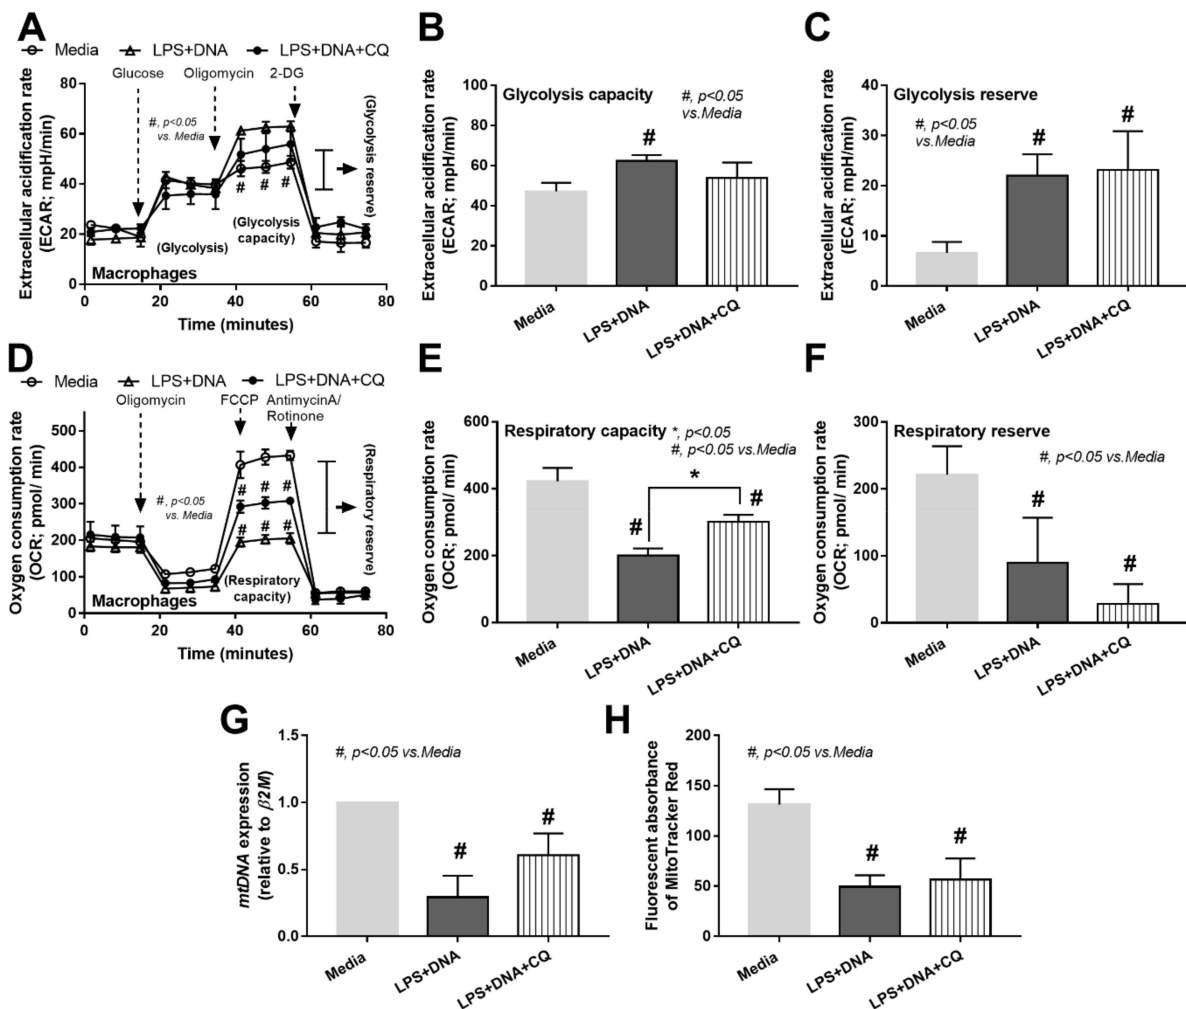 A
Media LPS+DNA LPS+DNA+CQ
Glucose Oligomycin 2-DG
Extracellular acidification rate
(ECAR; mpH/min)
80
60
40
20
0
#, p<0.05
vs. Media
# # #
(Glycolysis)
(Glycolysis
capacity)
(Glycolysis
reserve)
Macrophages
0 20 40 60 80
Time (minutes)
B
Extracellular acidification rate
(ECAR; mpH/min)
100
80
60
40
20
0
Glycolysis capacity
#, p<0.05
vs.Media
#
Media
LPS+DNA
LPS+DNA+CQ
C
Extracellular acidification rate
(ECAR; mpH/min)
40
30
20
10
0
Glycolysis reserve
#, p<0.05
vs.Media
#
#
Media
LPS+DNA
LPS+DNA+CQ
D
Media LPS+DNA LPS+DNA+CQ
Oligomycin FCCP AntimycinA/
Rotinone
Oxygen consumption rate
(OCR; pmol/ min)
500
400
300
200
100
0
#, p<0.05
vs. Media
# # #
# # #
(Respiratory
capacity)
(Respiratory
reserve)
Macrophages
0 20 40 60 80
Time (minutes)
E
Oxygen consumption rate
(OCR; pmol/ min)
600
400
200
0
Respiratory capacity
*, p<0.05
#, p<0.05 vs.Media
*
#
#
Media
LPS+DNA
LPS+DNA+CQ
F
Oxygen consumption rate
(OCR; pmol/ min)
300
200
100
0
Respiratory reserve
#, p<0.05 vs.Media
#
#
Media
LPS+DNA
LPS+DNA+CQ
G
mtDNA expression
(relative to β2M)
1.5
1.0
0.5
0.0
#, p<0.05 vs.Media
#
#
Media
LPS+DNA
LPS+DNA+CQ
H
Fluorescent absorbance
of MitoTracker Red
200
150
100
50
0
#, p<0.05 vs.Media
#
#
Media
LPS+DNA
LPS+DNA+CQ